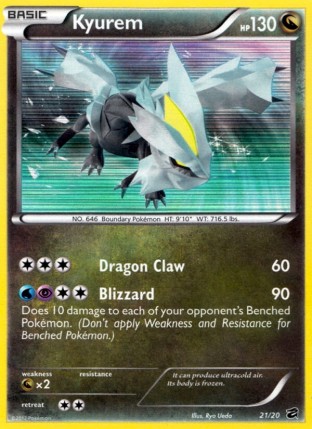 BASIC
Kyurem HP130
NO. 646 Boundary Pokémon HT: 9'10" WT: 716.5 lbs.
Dragon Claw 60
Blizzard 90
Does 10 damage to each of your opponent's Benched
Pokémon. (Don't apply Weakness and Resistance for
Benched Pokémon.)
weakness resistance
×2
retreat
It can produce ultracold air.
Its body is frozen.
Illus. Ryo Ueda 21/20